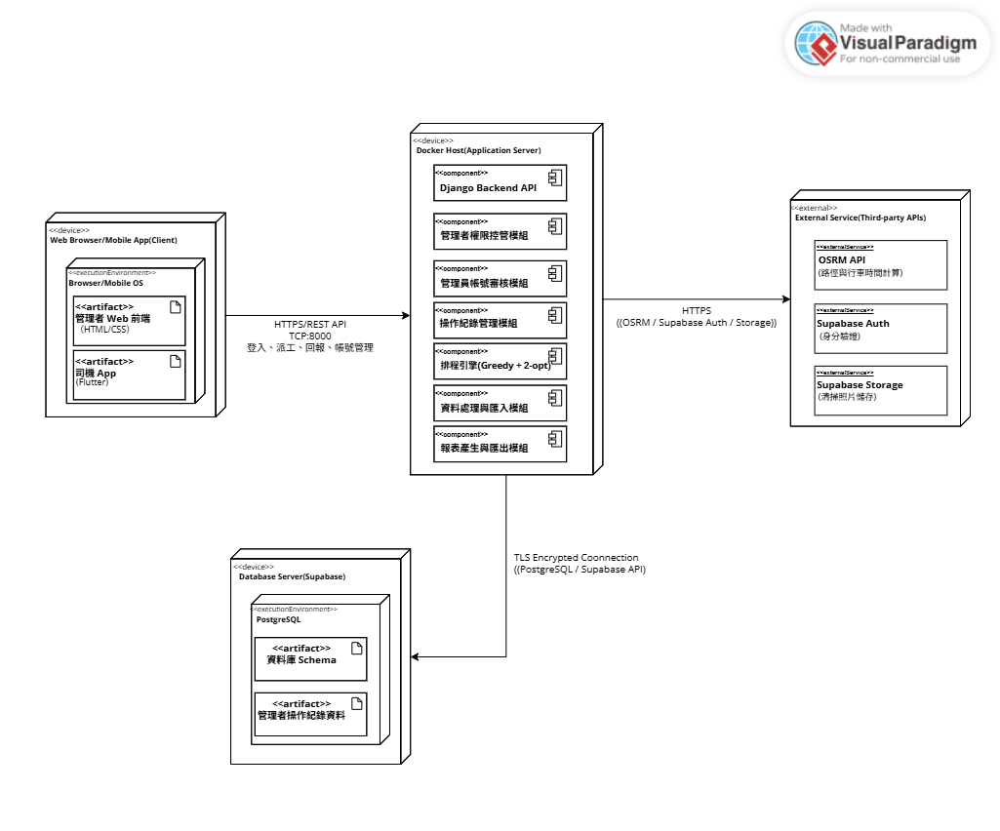 Made with
Visual Paradigm
For non-commercial use
<<device>>
Docker Host(Application Server)
<<component>>
Django Backend API
<<component>>
管理者權限控管模組
<<component>>
管理員帳號審核模組
<<component>>
操作紀錄管理模組
<<component>>
排程引擎(Greedy + 2-opt)
<<component>>
資料處理與匯入模組
<<component>>
報表產生與匯出模組
<<device>>
Web Browser/Mobile App(Client)
<<executionEnvironment>>
Browser/Mobile OS
<<artifact>>
管理者 Web 前端
(HTML/CSS)
<<artifact>>
司機 App
(Flutter)
HTTPS/REST API
TCP:8000
登入、派工、回報、帳號管理
HTTPS
((OSRM / Supabase Auth / Storage))
<<external>>
External Service(Third-party APIs)
<<externalService>>
OSRM API
(路徑與行車時間計算)
<<externalService>>
Supabase Auth
(身分驗證)
<<externalService>>
Supabase Storage
(清掃照片儲存)
TLS Encrypted Coonnection
((PostgreSQL / Supabase API)
<<device>>
Database Server(Supabase)
<<executionEnvironment>>
PostgreSQL
<<artifact>>
資料庫 Schema
<<artifact>>
管理者操作紀錄資料